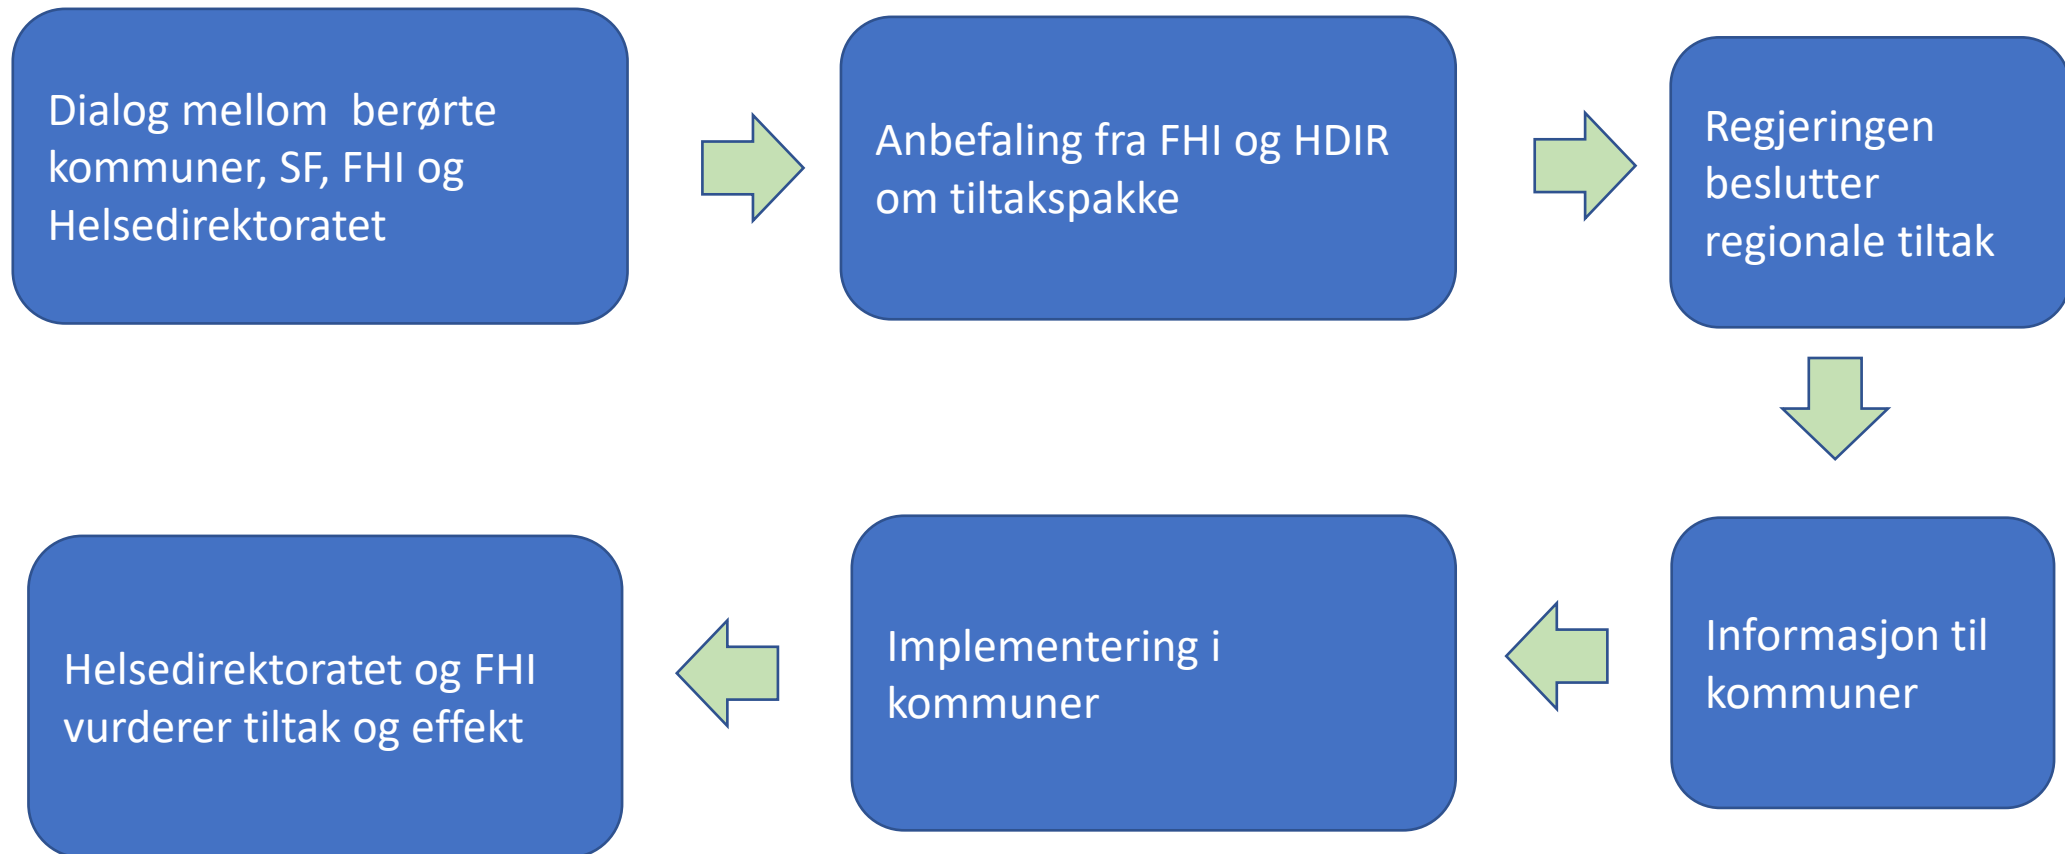 Dialog mellom  berørte
kommuner, SF, FHI og
Helsedirektoratet
Anbefaling fra FHI og HDIR
om tiltakspakke
Regjeringen
beslutter
regionale tiltak
Informasjon til
kommuner
Implementering i
kommuner
Helsedirektoratet og FHI
vurderer tiltak og effekt